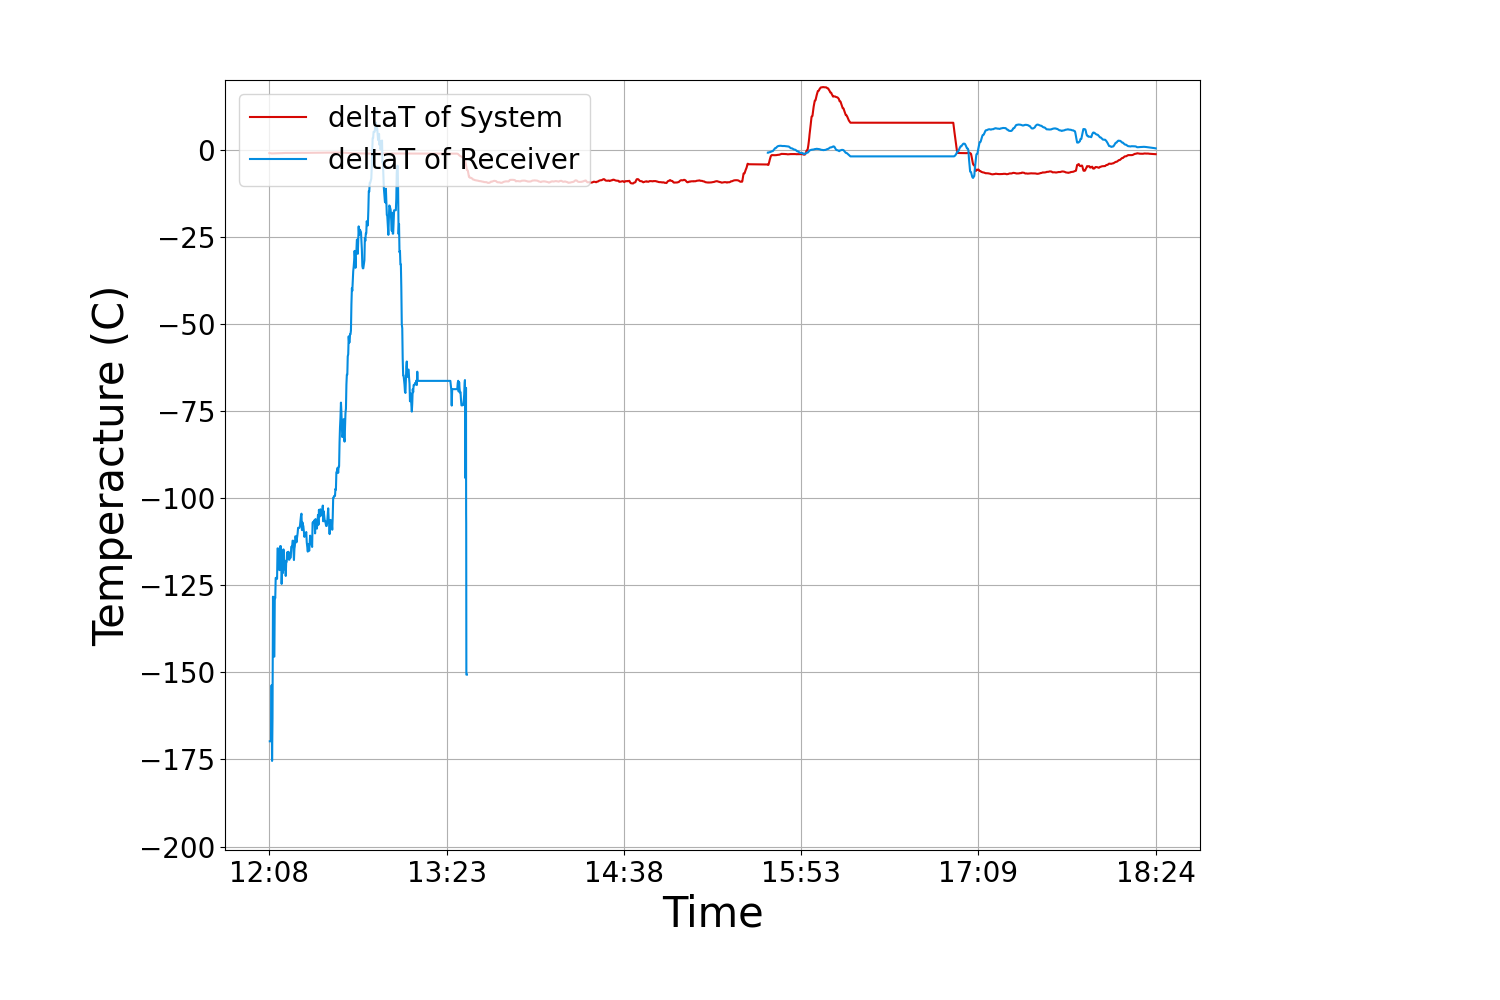 deltaT of System
deltaT of Receiver
0
−25
−50
−75
−100
−125
−150
−175
−200
Temperacture (C)
12:08 13:23 14:38 15:53 17:09 18:24
Time